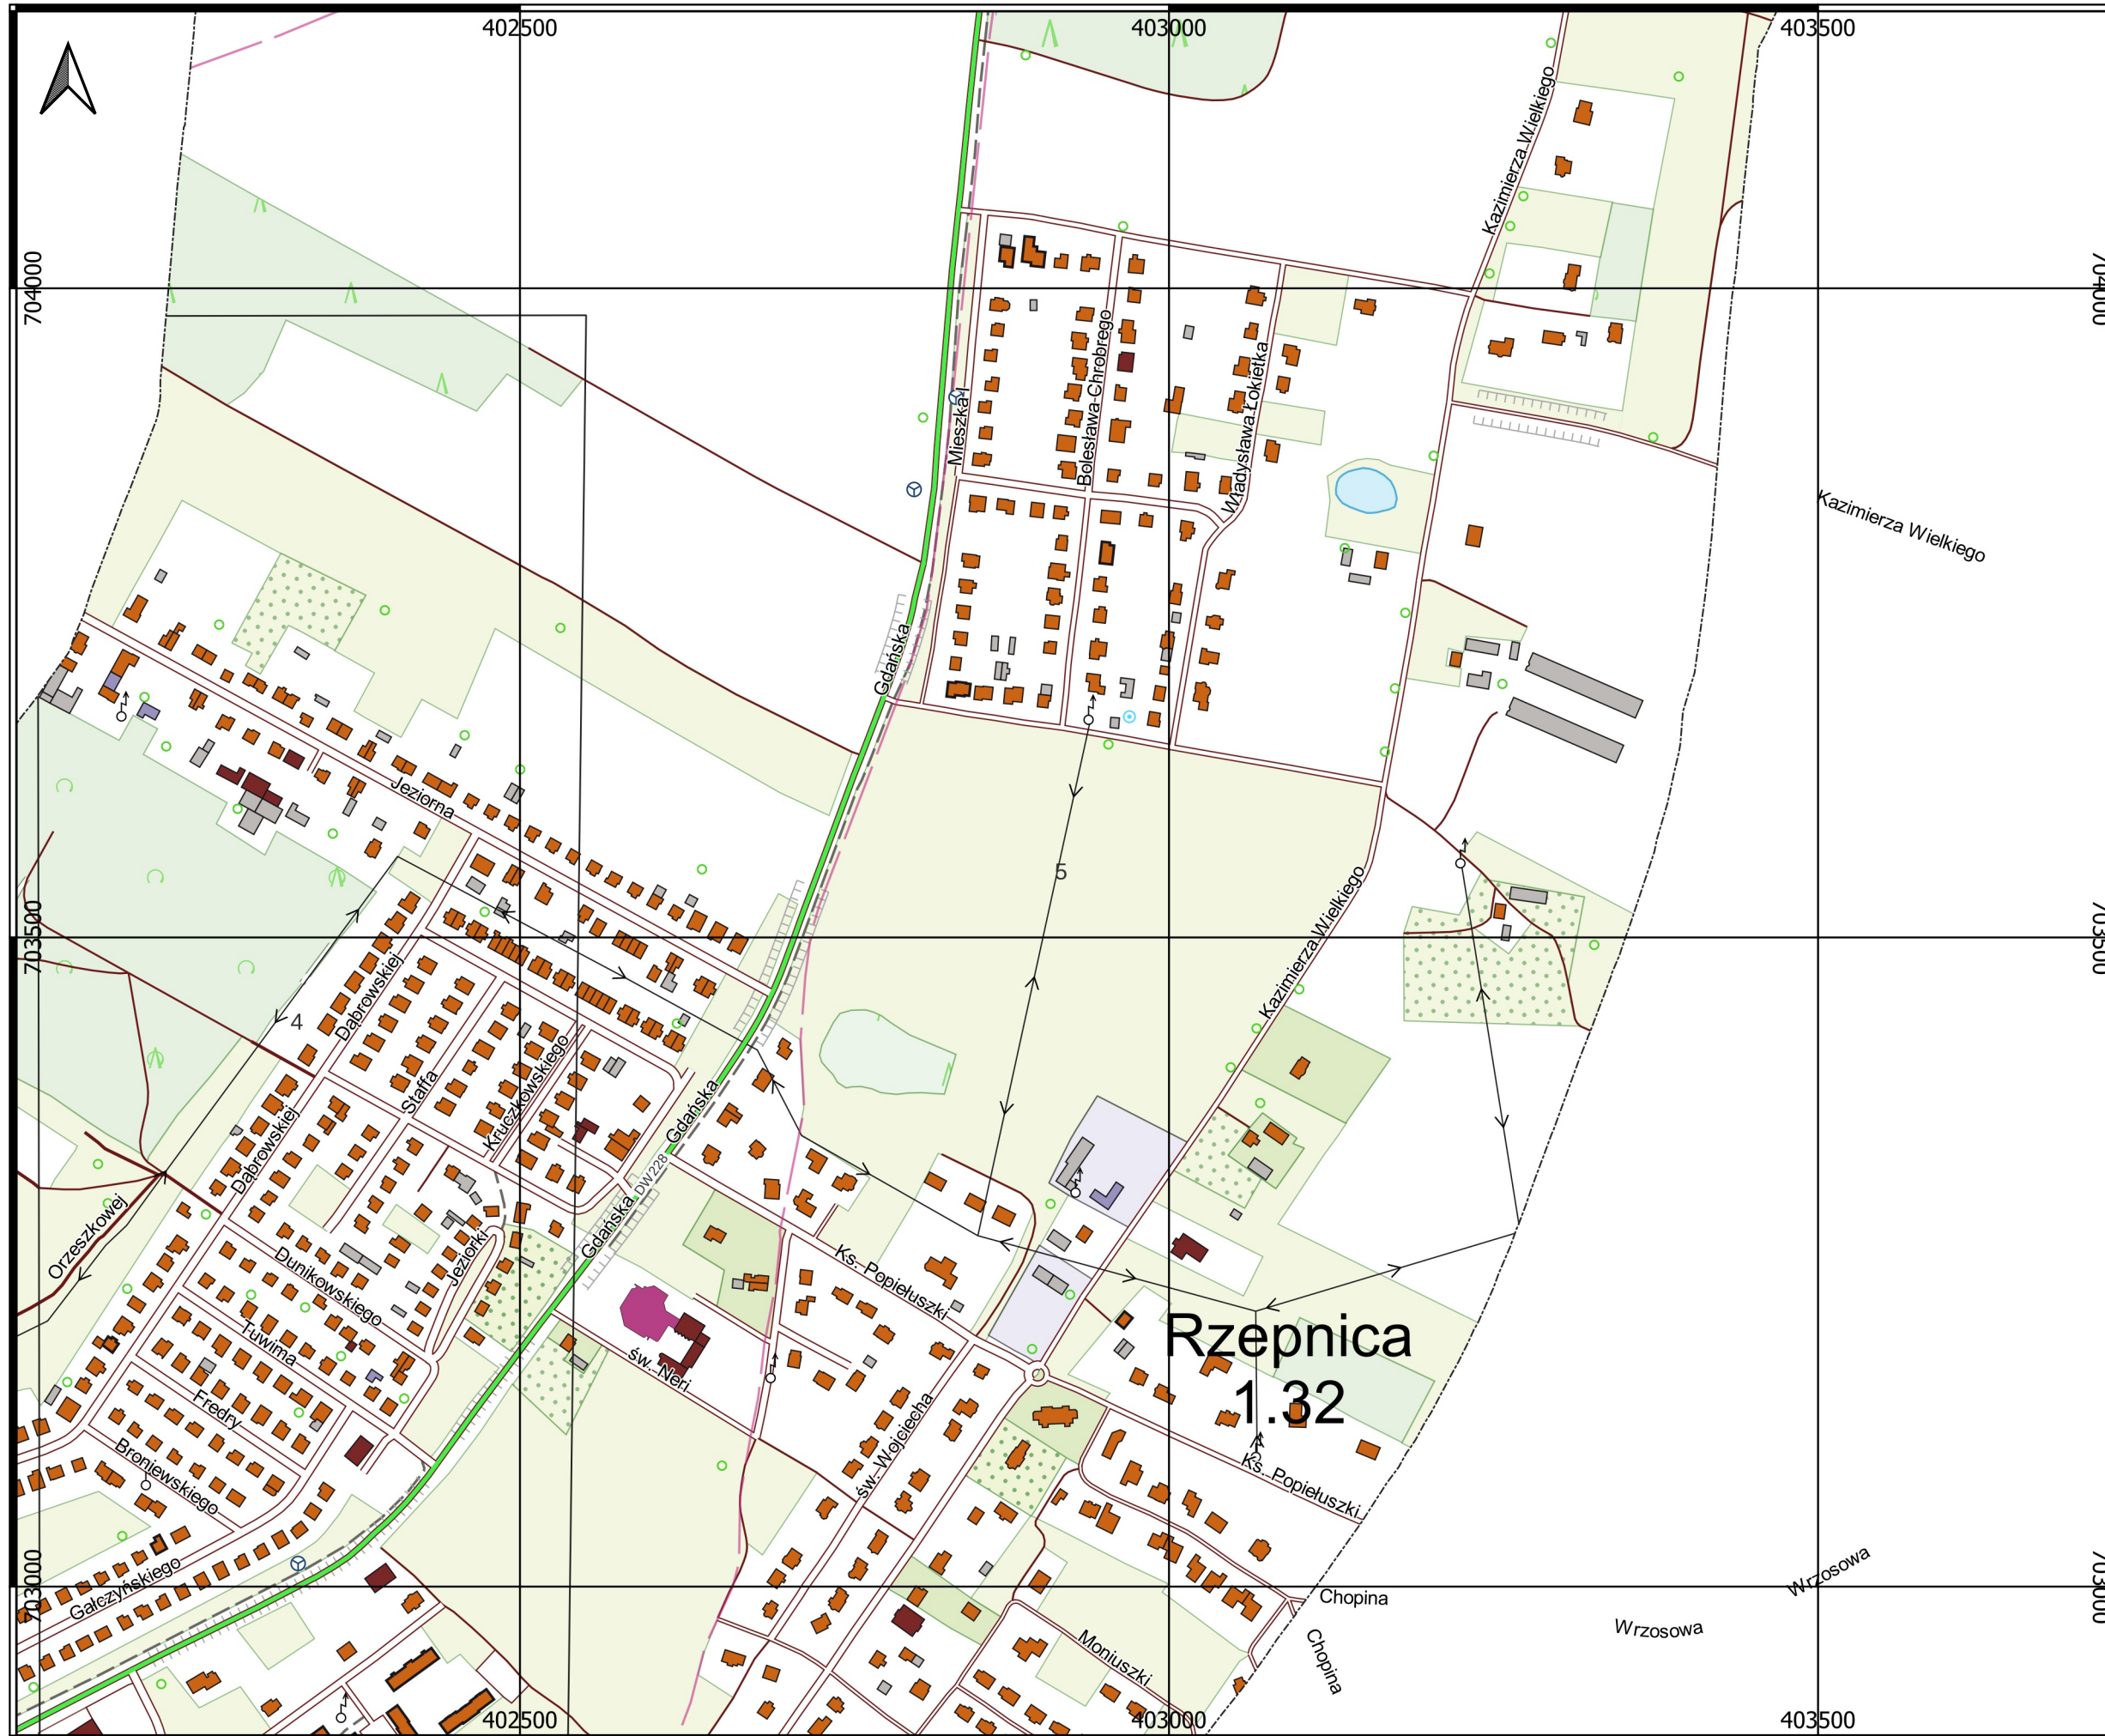 402500
403000
403500
Kazimierza Wielkiego
704000
704000
Mieszka I
Bolesława Chrobrego
Władysława Łokietka
Kazimierza Wielkiego
Gdańska
Jeziorna
5
Kazimierza Wielkiego
703500
703500
Dąbrowskiej
4
Staffa
Kruczkowskiego
Gdańska
Dąbrowskiej
DW228
Gdańska
Orzeszkowej
Jeziorki
Dunikowskiego
Ks. Popiełuszki
Tuwima
Rzepnica
1.32
św. Neri
Fredry
św. Wojciecha
Broniewskiego
Ks. Popiełuszki
Gałczyńskiego
703000
703000
Chopina
Wrzosowa
Wrzosowa
Chopina
Moniuszki
402500
403000
403500